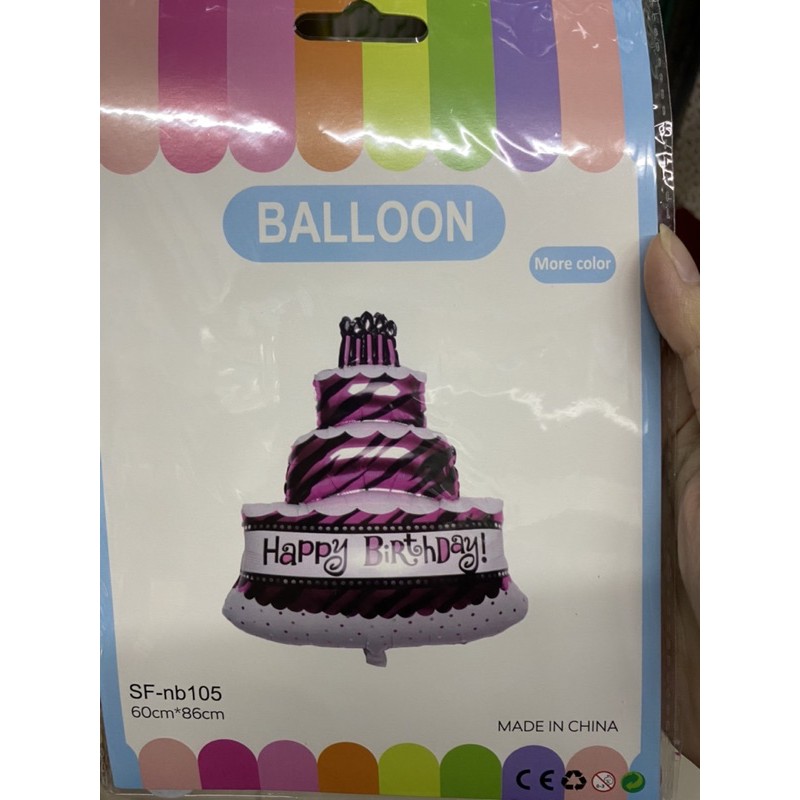 BALLOON
More color
Happy BirthDay!
SF-nb105
60cm*86cm
MADE IN CHINA
CE